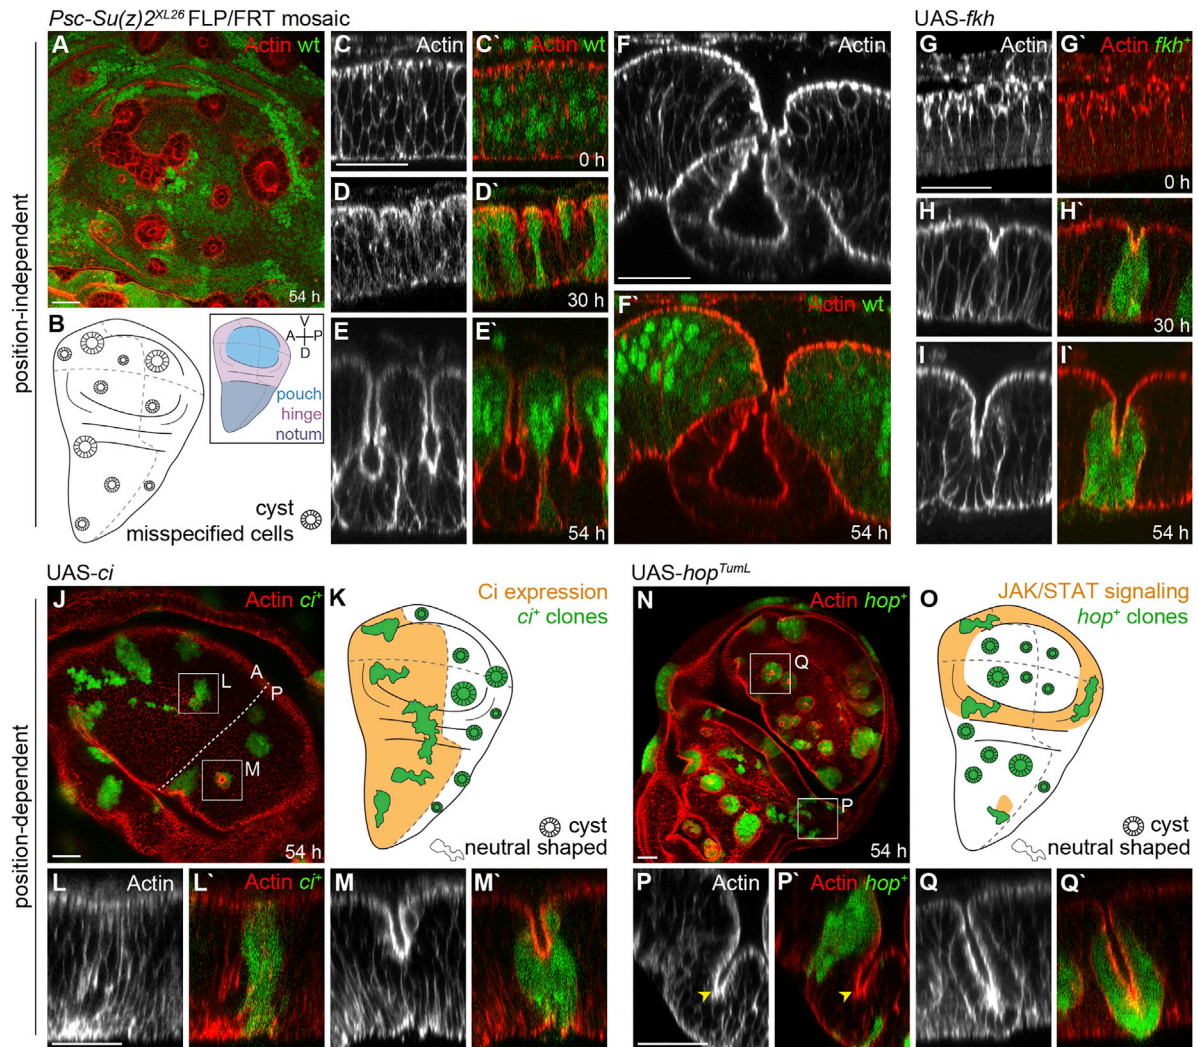 Psc-Su(z)2XL26 FLP/FRT mosaic
UAS-fkh
position-independent
A Actin wt
54 h
B
V
A P
D
pouch
hinge
notum
cyst
misspecified cells
C Actin
C` Actin wt
0 h
D
D`
30 h
E
E`
54 h
F Actin
F` Actin wt
54 h
G Actin
G` Actin fkh+
0 h
H
H`
30 h
I
I`
54 h
position-dependent
UAS-ci
J Actin ci+
A
P
L
M
54 h
K Ci expression
ci+ clones
cyst
neutral shaped
L Actin
L` Actin ci+
M
M`
UAS-hopTumL
N Actin hop+
Q
P
54 h
O JAK/STAT signaling
hop+ clones
cyst
neutral shaped
P Actin
P` Actin hop+
Q
Q`